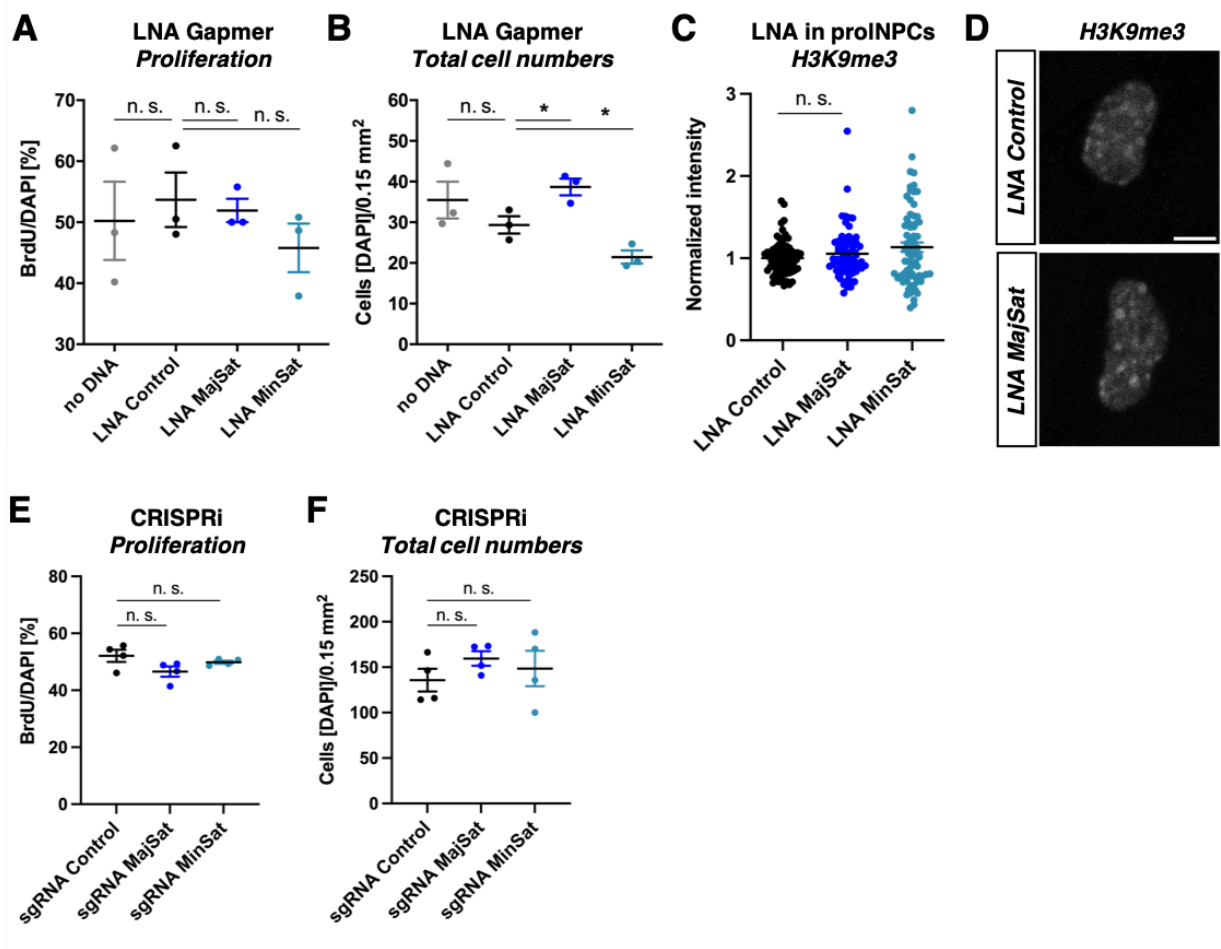 A
LNA Gapmer
Proliferation
BrdU/DAPI [%]
70
60
50
40
30
n. s.
n. s.
n. s.
no DNA
LNA Control
LNA MajSat
LNA MinSat
B
LNA Gapmer
Total cell numbers
Cells [DAPI]/0.15 mm²
60
50
40
30
20
10
0
n. s.
*
*
no DNA
LNA Control
LNA MajSat
LNA MinSat
C
LNA in prolNPCs
H3K9me3
Normalized intensity
3
2
1
0
n. s.
LNA Control
LNA MajSat
LNA MinSat
D
H3K9me3
LNA Control
LNA MajSat
E
CRISPRi
Proliferation
BrdU/DAPI [%]
80
60
40
20
0
n. s.
n. s.
sgRNA Control
sgRNA MajSat
sgRNA MinSat
F
CRISPRi
Total cell numbers
Cells [DAPI]/0.15 mm²
250
200
150
100
50
0
n. s.
n. s.
sgRNA Control
sgRNA MajSat
sgRNA MinSat